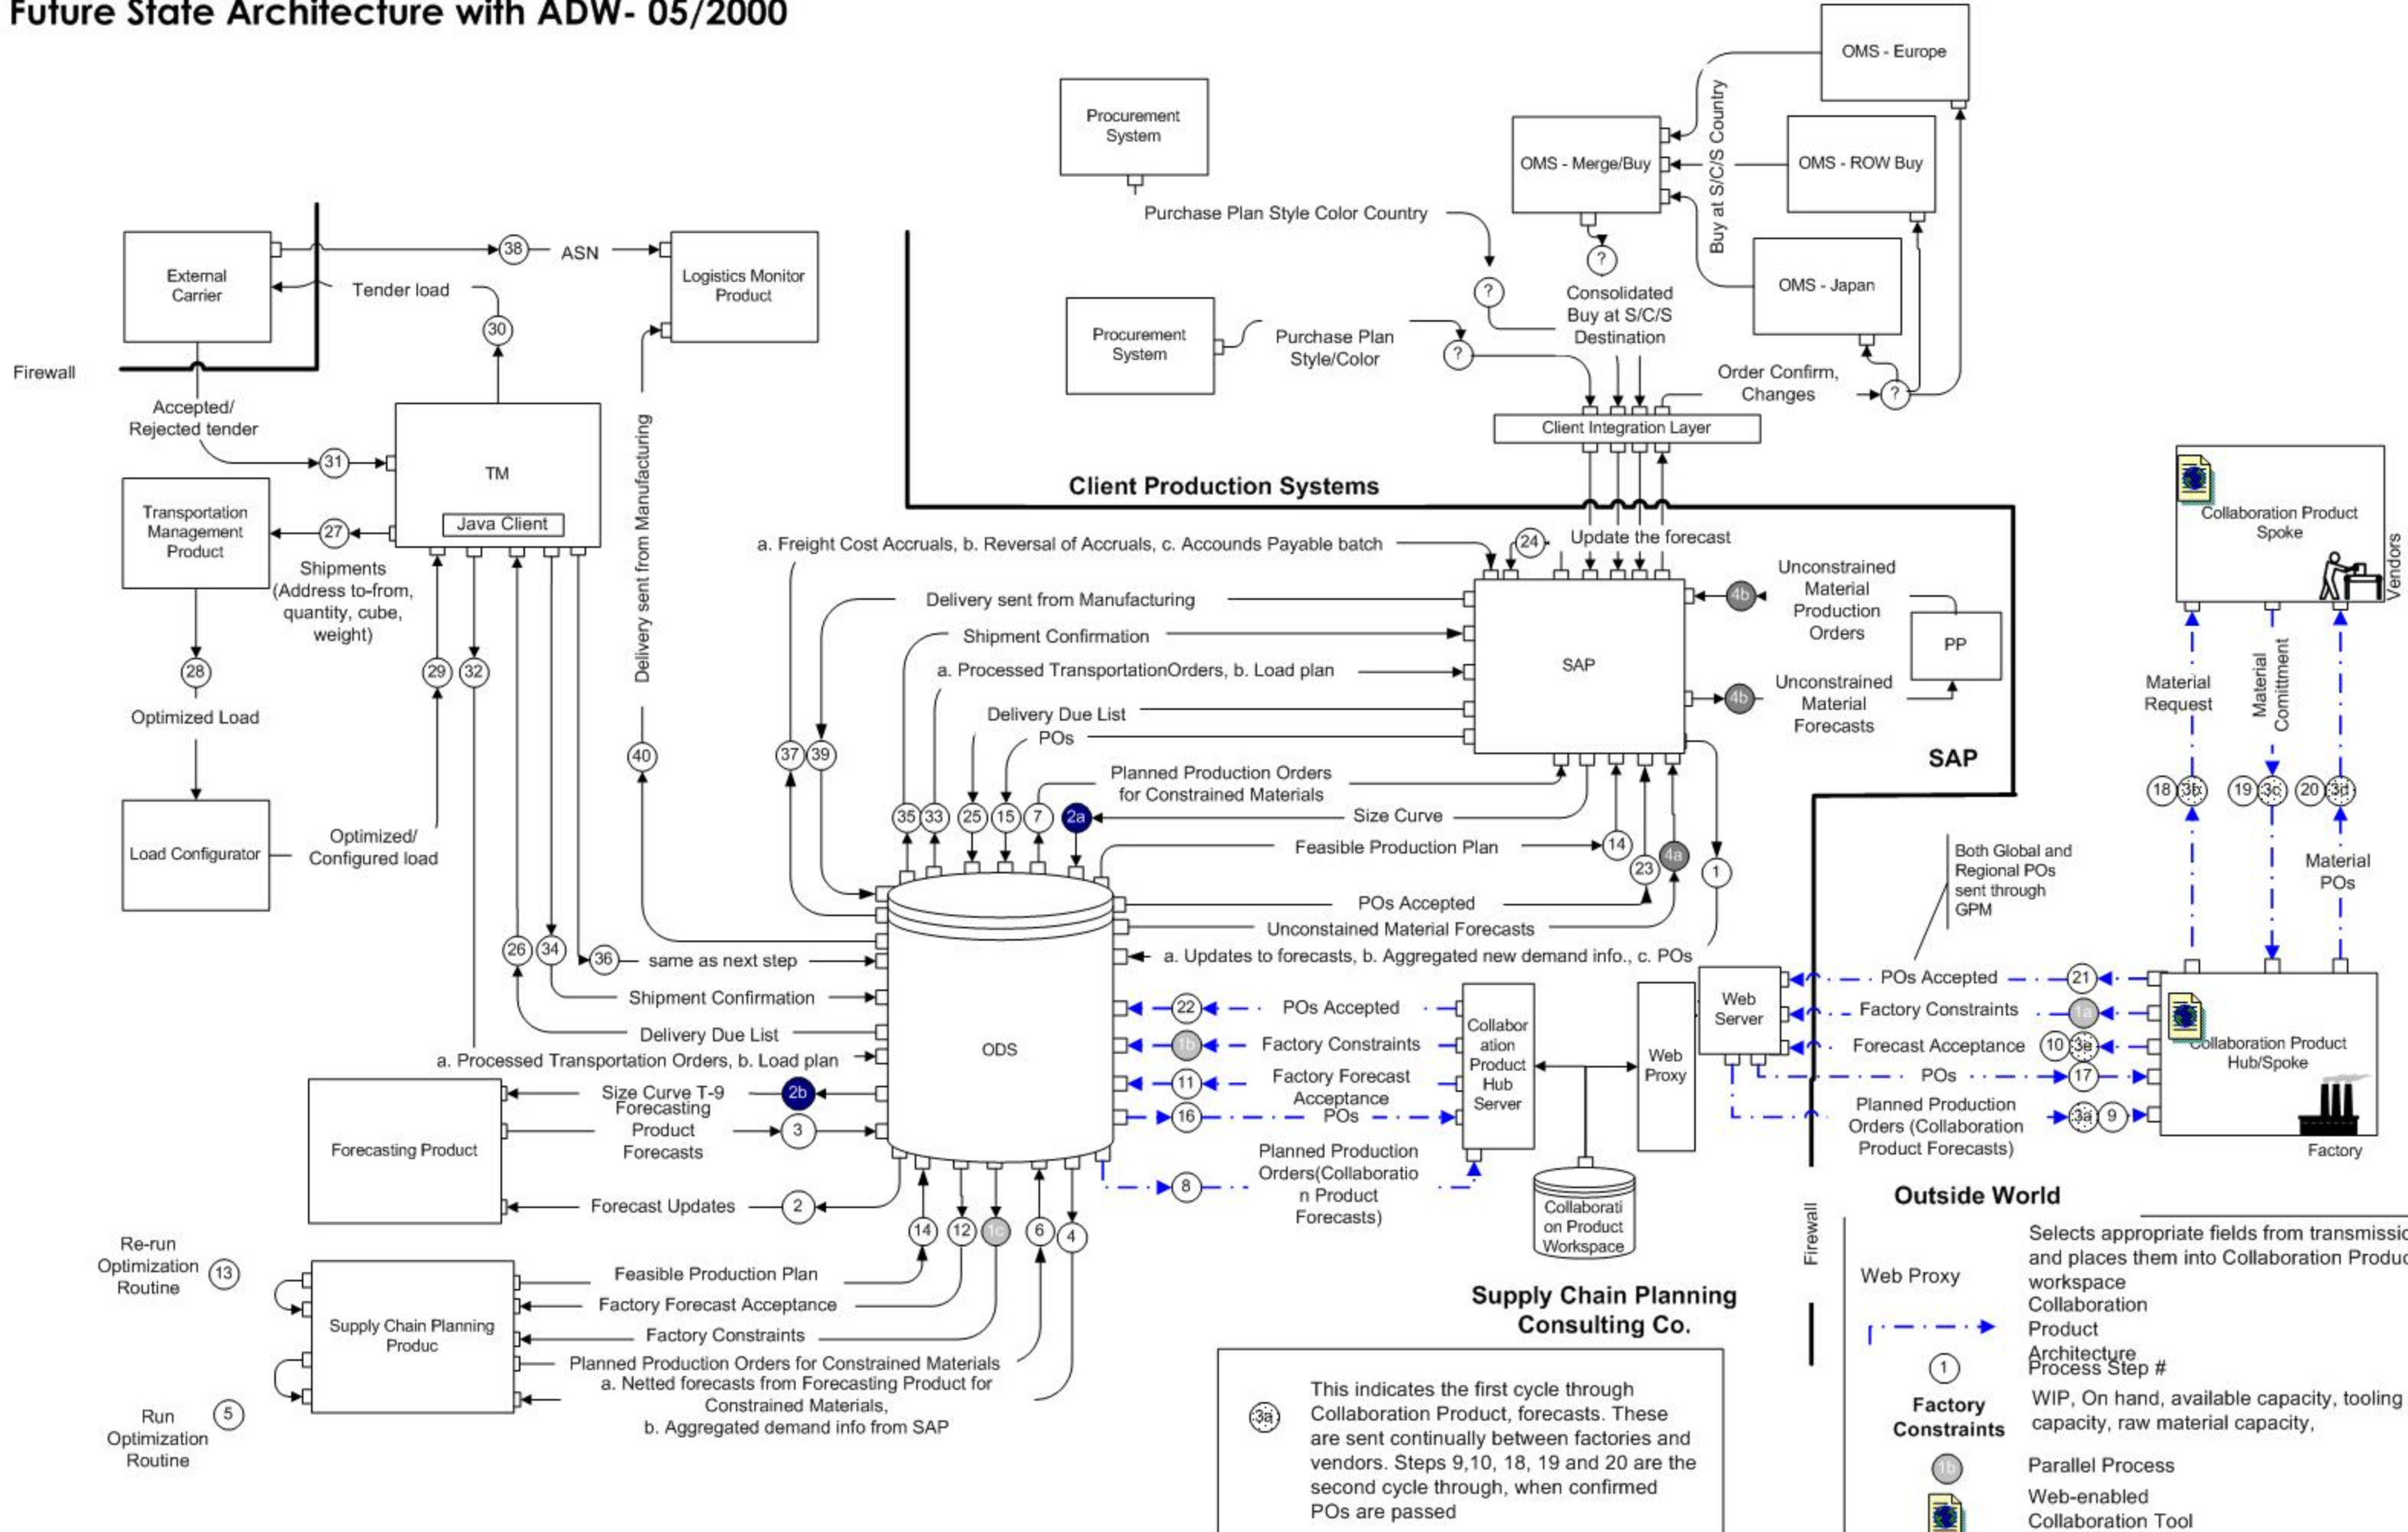 Future State Architecture with ADW- 05/2000
OMS - Europe
Procurement
System
OMS - Merge/Buy
Buy at S/C/S Country
OMS - ROW Buy
Purchase Plan Style Color Country
External
Carrier
38
ASN
Logistics Monitor
Product
Tender load
30
?
?
Consolidated
Buy at S/C/S
Destination
OMS - Japan
Procurement
System
Purchase Plan
Style/Color
?
Firewall
Order Confirm,
Changes
?
Accepted/
Rejected tender
Client Integration Layer
31
TM
Java Client
Client Production Systems
Transportation
Management
Product
27
Shipments
(Address to-from,
quantity, cube,
weight)
Delivery sent from Manufacturing
a. Freight Cost Accruals, b. Reversal of Accruals, c. Accounds Payable batch
24
Update the forecast
Collaboration Product
Spoke
Vendors
Delivery sent from Manufacturing
4b
Unconstrained
Material
Production
Orders
Shipment Confirmation
SAP
PP
28
29
32
a. Processed TransportationOrders, b. Load plan
4b
Unconstrained
Material
Forecasts
Material
Request
Material
Comittment
Optimized Load
Delivery Due List
POs
40
37
39
SAP
Planned Production Orders
for Constrained Materials
18
3b
19
3c
20
3d
35
33
25
15
7
2a
Size Curve
Load Configurator
Optimized/
Configured load
Feasible Production Plan
14
4a
23
1
Both Global and
Regional POs
sent through
GPM
Material
POs
POs Accepted
Unconstained Material Forecasts
26
34
36
same as next step
a. Updates to forecasts, b. Aggregated new demand info., c. POs
Shipment Confirmation
Delivery Due List
a. Processed Transportation Orders, b. Load plan
ODS
22
POs Accepted
1b
Factory Constraints
11
Factory Forecast
Acceptance
16
POs
Collabor
ation
Product
Hub
Server
Web
Proxy
Web
Server
POs Accepted
21
Factory Constraints
1a
Forecast Acceptance
10
3e
POs
17
Planned Production
Orders (Collaboration
Product Forecasts)
3a
9
Collaboration Product
Hub/Spoke
Factory
Forecasting Product
Size Curve T-9
2b
Forecasting
Product
Forecasts
3
Forecast Updates
2
8
Planned Production
Orders(Collaboratio
n Product
Forecasts)
Collaborati
on Product
Workspace
14
12
1c
6
4
Firewall
Outside World
Re-run
Optimization
Routine
13
Supply Chain Planning
Produc
Feasible Production Plan
Factory Forecast Acceptance
Factory Constraints
Planned Production Orders for Constrained Materials
a. Netted forecasts from Forecasting Product for
Constrained Materials,
b. Aggregated demand info from SAP
Run
Optimization
Routine
5
Supply Chain Planning
Consulting Co.
3a
This indicates the first cycle through
Collaboration Product, forecasts. These
are sent continually between factories and
vendors. Steps 9,10, 18, 19 and 20 are the
second cycle through, when confirmed
POs are passed
Web Proxy
Selects appropriate fields from transmissio
and places them into Collaboration Produc
workspace
Collaboration
Product
Architecture
1
Process Step #
Factory
Constraints
WIP, On hand, available capacity, tooling
capacity, raw material capacity,
1b
Parallel Process
Web-enabled
Collaboration Tool